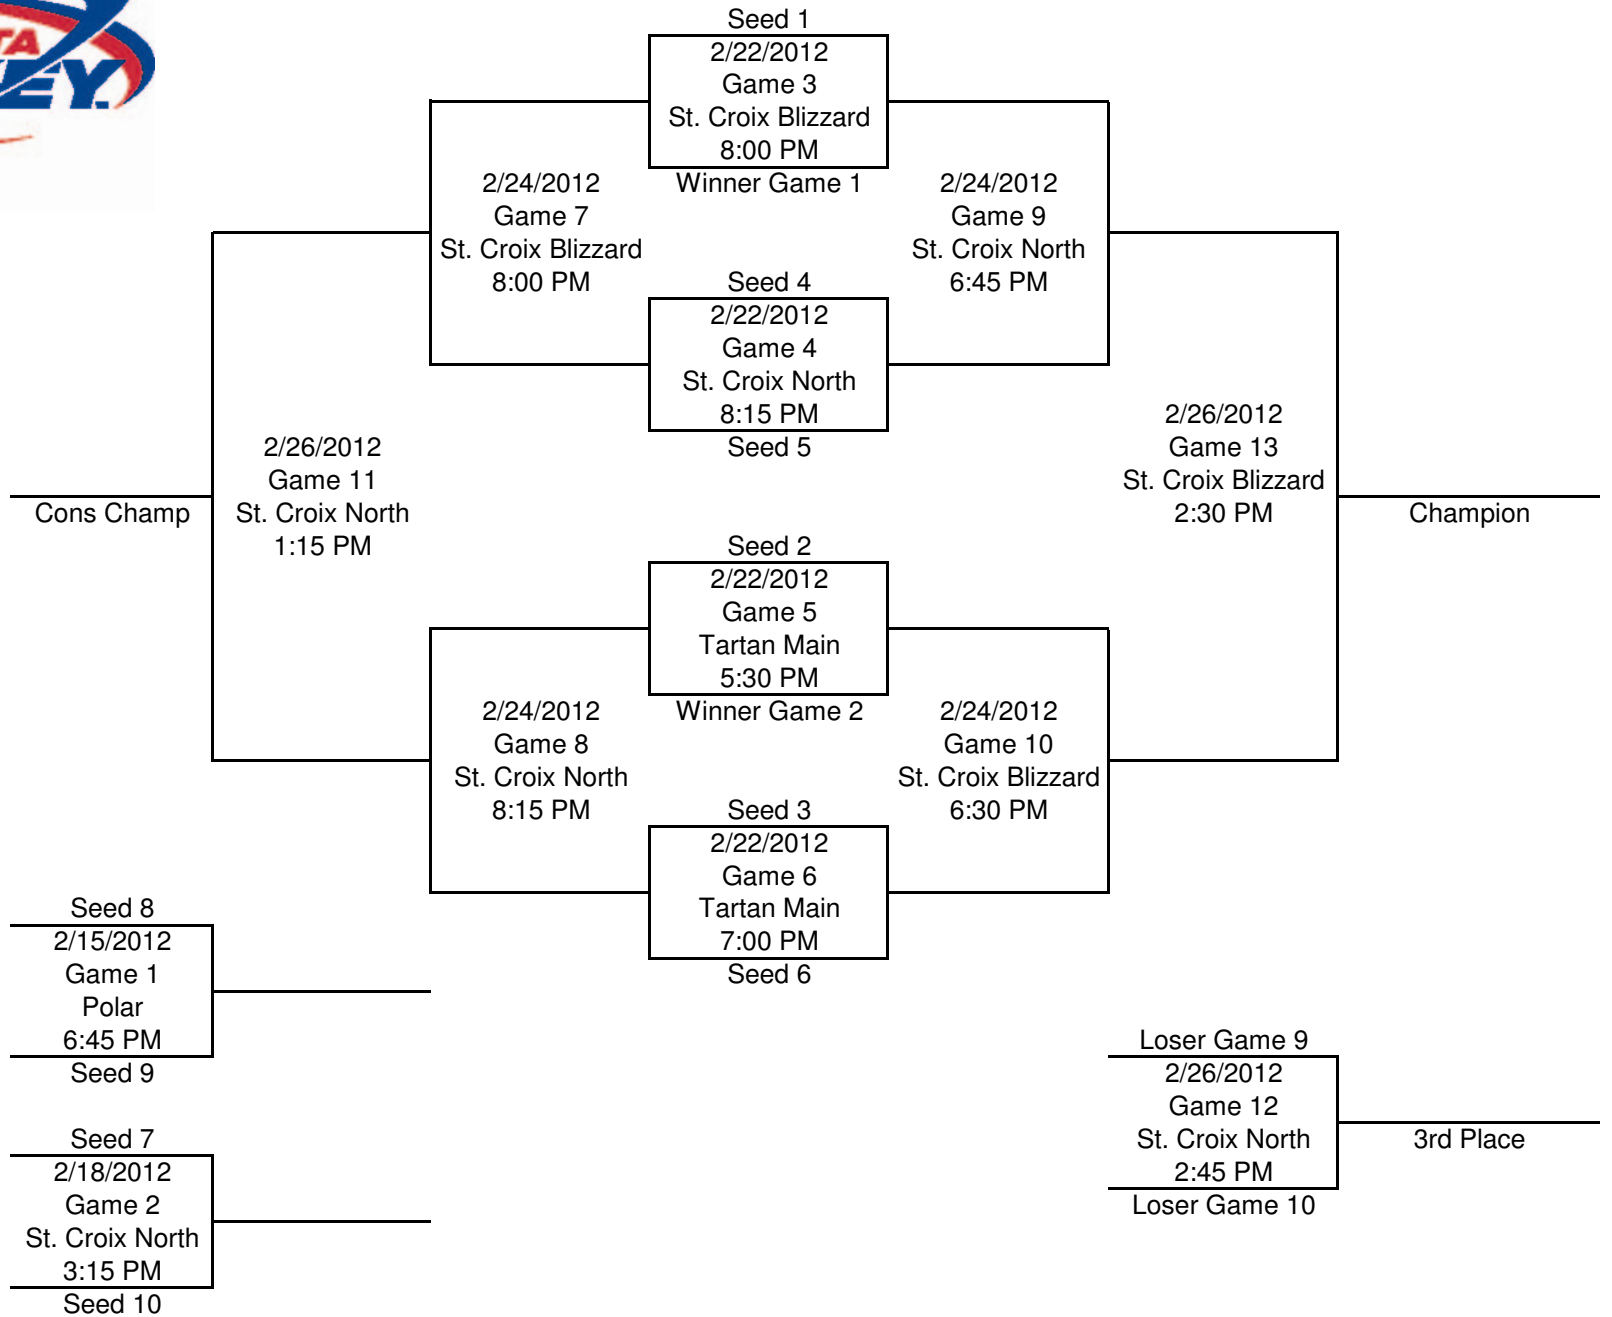 Seed 1
2/22/2012
Game 3
St. Croix Blizzard
8:00 PM
Winner Game 1
2/24/2012
Game 7
St. Croix Blizzard
8:00 PM
2/24/2012
Game 9
St. Croix North
6:45 PM
Seed 4
2/22/2012
Game 4
St. Croix North
8:15 PM
Seed 5
2/26/2012
Game 11
St. Croix North
1:15 PM
Cons Champ
2/26/2012
Game 13
St. Croix Blizzard
2:30 PM
Champion
Seed 2
2/22/2012
Game 5
Tartan Main
5:30 PM
Winner Game 2
2/24/2012
Game 8
St. Croix North
8:15 PM
2/24/2012
Game 10
St. Croix Blizzard
6:30 PM
Seed 3
2/22/2012
Game 6
Tartan Main
7:00 PM
Seed 6
Seed 8
2/15/2012
Game 1
Polar
6:45 PM
Seed 9
Seed 7
2/18/2012
Game 2
St. Croix North
3:15 PM
Seed 10
Loser Game 9
2/26/2012
Game 12
St. Croix North
2:45 PM
Loser Game 10
3rd Place